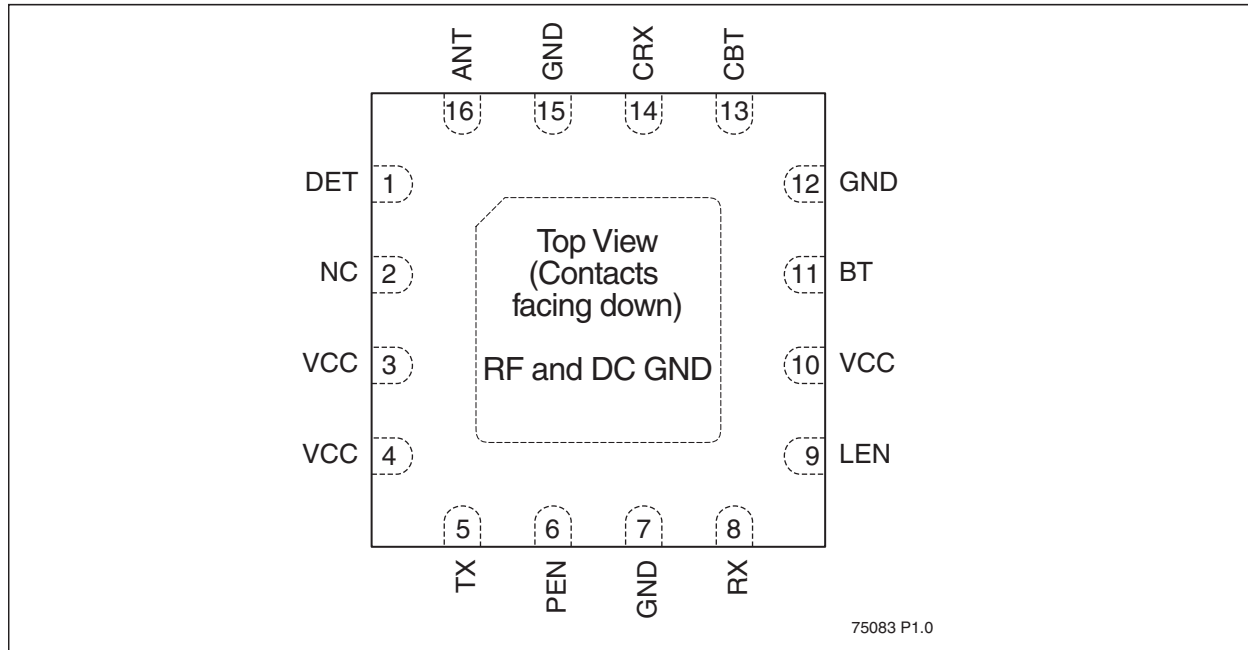 ANT
GND
CRX
CBT
16
15
14
13
DET 1
12 GND
NC 2
11 BT
VCC 3
10 VCC
VCC 4
9 LEN
Top View
(Contacts
facing down)
RF and DC GND
5
6
7
8
TX
PEN
GND
RX
75083 P1.0